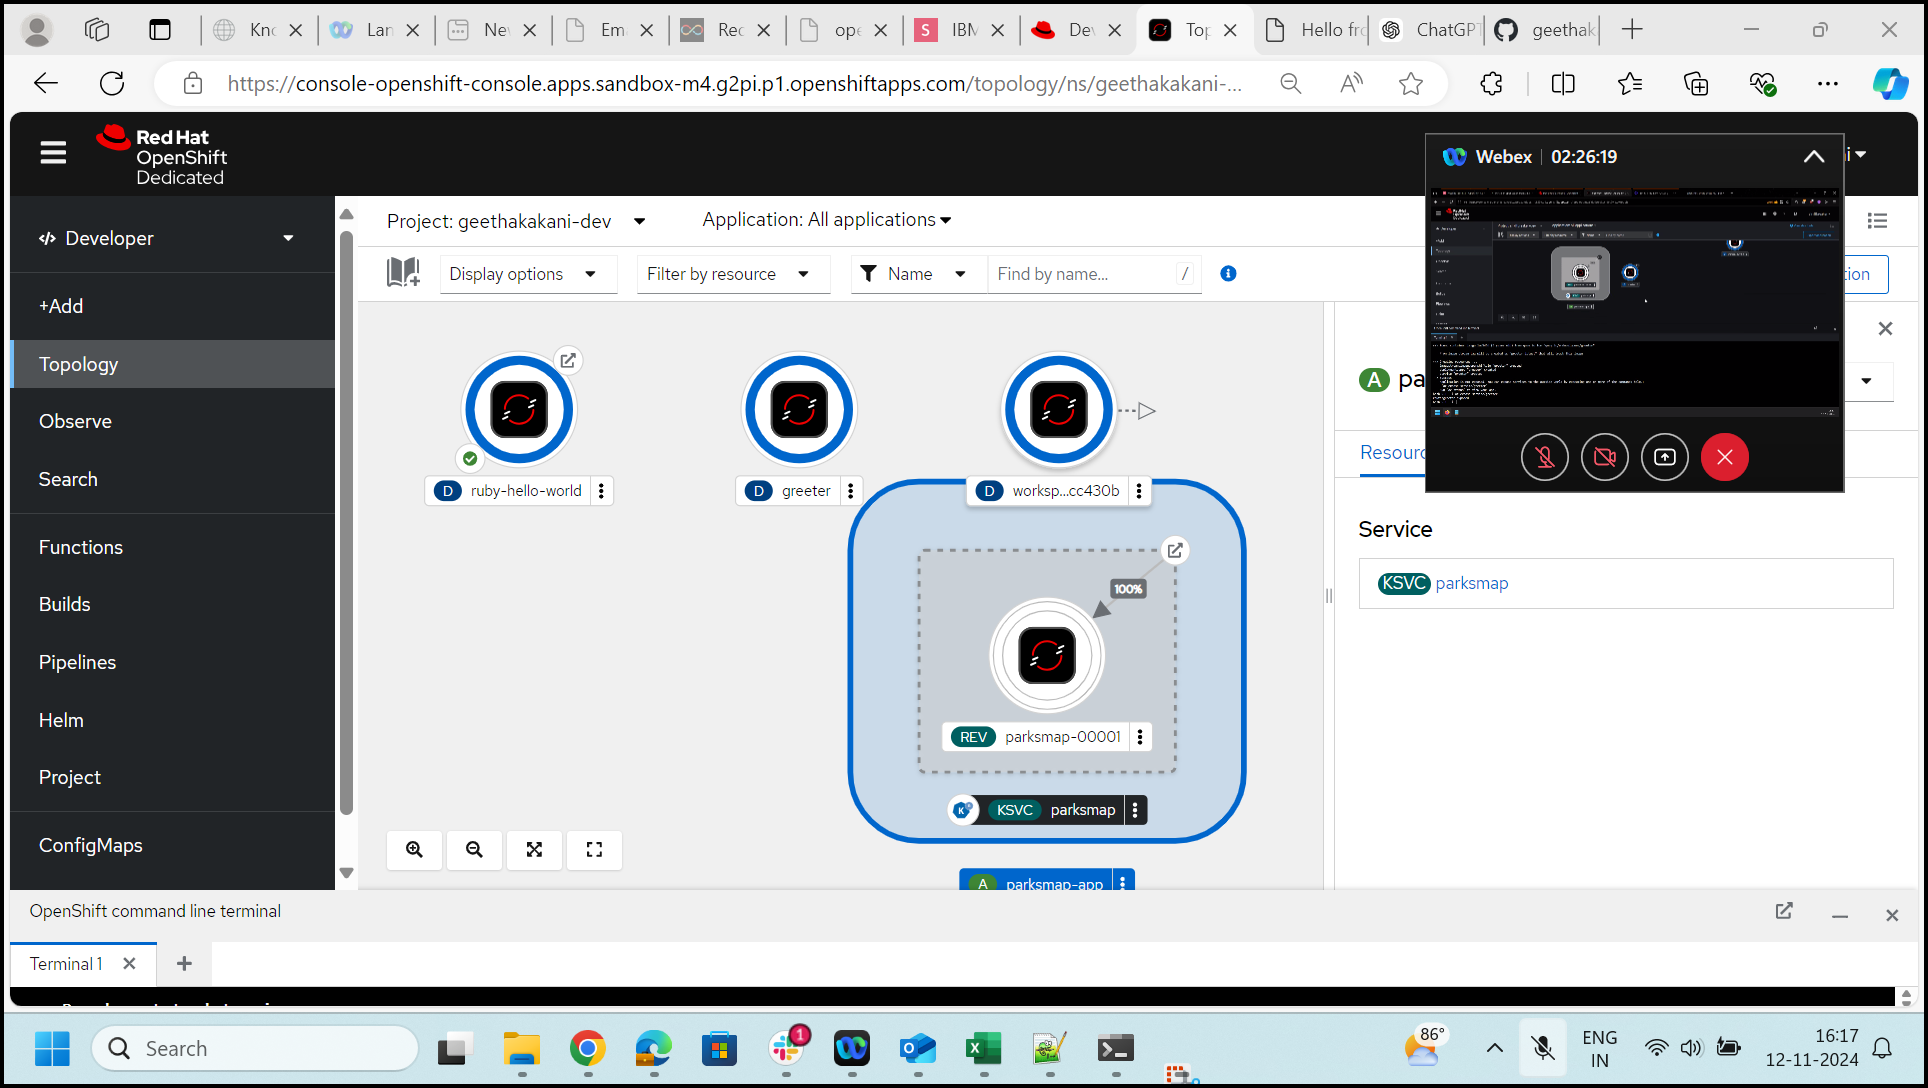 Knc
Lan
Nev
Em
Rec
ope
IBM
Dev
Top
Hello fro
ChatGPT
geethak
https://console-openshift-console.apps.sandbox-m4.g2pi.p1.openshiftapps.com/topology/ns/geethakakani-...
Red Hat
OpenShift
Dedicated
Webex | 02:26:19
Developer
Project: geethakakani-dev
Application: All applications
Display options
Filter by resource
Name
Find by name...
/
tion
+Add
Topology
Observe
Search
Functions
Builds
Pipelines
Helm
Project
ConfigMaps
D ruby-hello-world
D greeter
D worksp...cc430b
100%
REV parksmap-00001
KSVC parksmap
A parksmap-app
A pa
Resourc
Service
KSVC parksmap
OpenShift command line terminal
Terminal 1
Search
1
86°
ENG
IN
16:17
12-11-2024